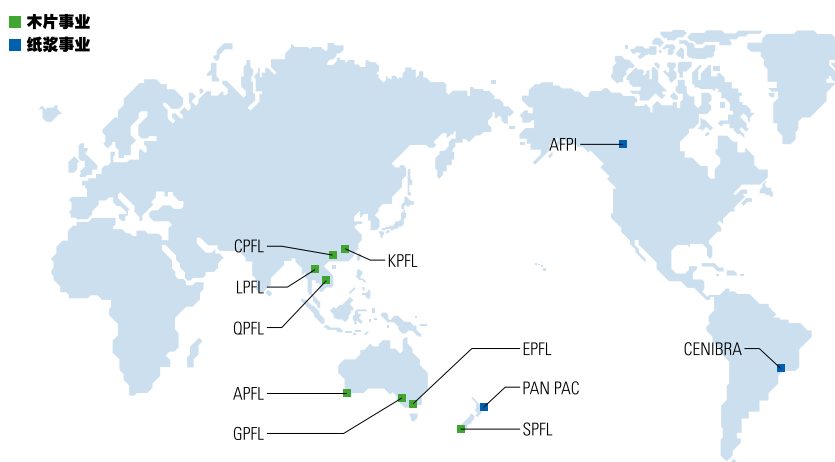 木片事业
纸浆事业
AFPI
CPFL
KPFL
LPFL
QPFL
EPFL
CENIBRA
PAN PAC
APFL
SPFL
GPFL